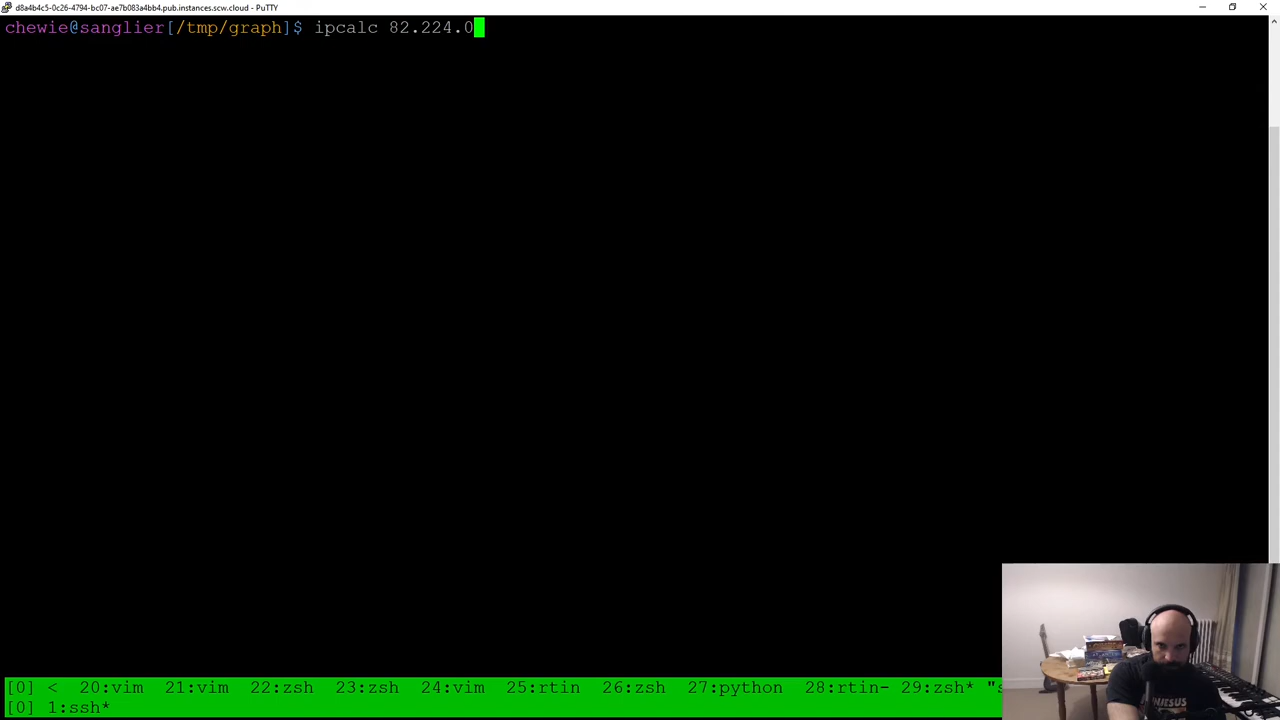 d8a4b4c5-0c26-4794-bc07-ae7b083a4bb4.pub.instances.scw.cloud - PuTTY
chewie@sanglier[/tmp/graph]$ ipcalc 82.224.0
[0] <  20:vim  21:vim  22:zsh  23:zsh  24:vim  25:rtin  26:zsh  27:python  28:rtin- 29:zsh* "s
[0] 1:ssh*